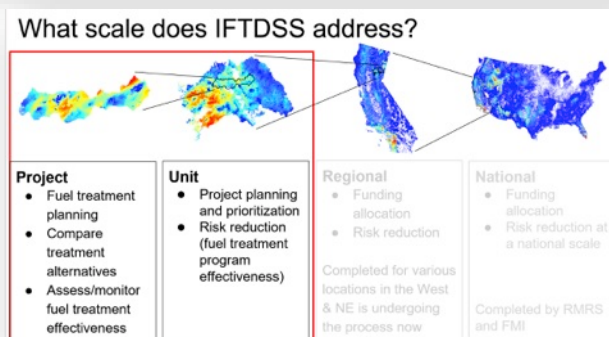 What scale does IFTDSS address?
Project
● Fuel treatment
planning
● Compare
treatment
alternatives
● Assess/monitor
fuel treatment
effectiveness
Unit
● Project planning
and prioritization
● Risk reduction
(fuel treatment
program
effectiveness)
Regional
● Funding
allocation
● Risk reduction
Completed for various
locations in the West
& NE is undergoing
the process now
National
● Funding
allocation
● Risk reduction at
a national scale
Completed by RMRS
and FMI